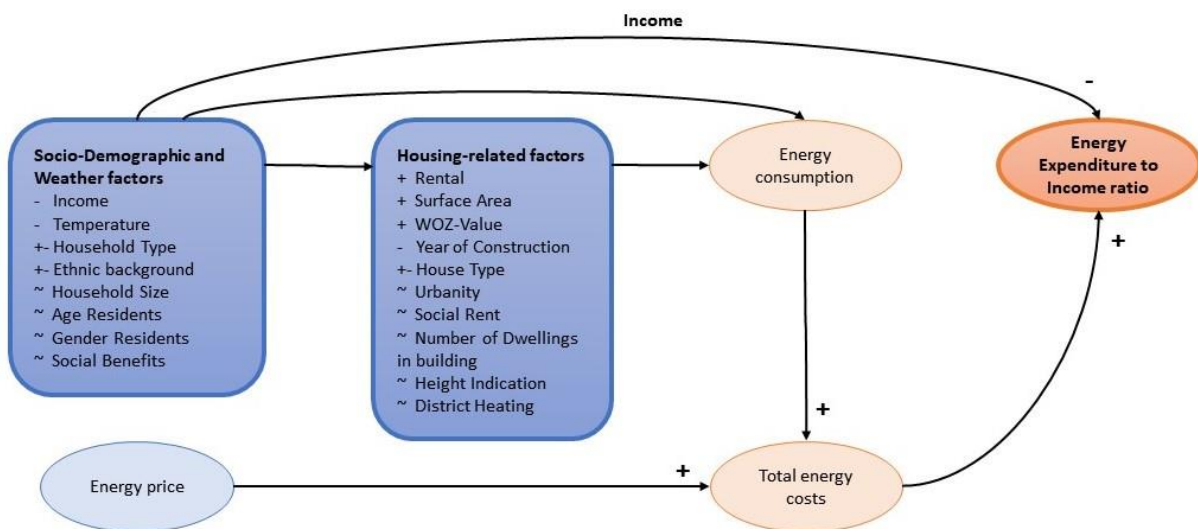 Income
-
Socio-Demographic and
Weather factors
- Income
- Temperature
+- Household Type
+- Ethnic background
~ Household Size
~ Age Residents
~ Gender Residents
~ Social Benefits
Housing-related factors
+ Rental
+ Surface Area
+ WOZ-Value
- Year of Construction
+- House Type
~ Urbanity
~ Social Rent
~ Number of Dwellings
in building
~ Height Indication
~ District Heating
Energy
consumption
Energy
Expenditure to
Income ratio
+
+
Energy price
+
Total energy
costs